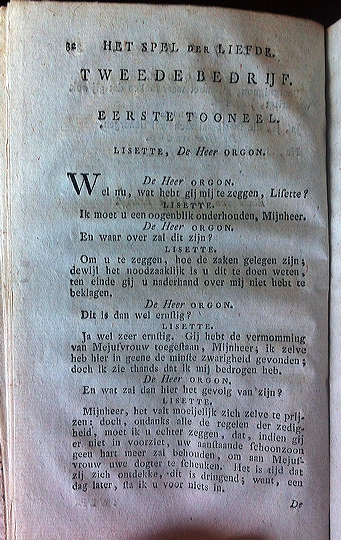 32 HET SPEL DER LIEFDE.
TWEEDE BEDRIJF.
EERSTE TOONEEL.
LISETTE, De Heer ORGON.
De Heer ORGON.
Wel nu, wat hebt gij mij te zeggen, Liſette?
LISETTE.
Ik moet u een oogenblik onderhouden, Mijnheer.
De Heer ORGON.
En waar over zal dit zijn?
LISETTE.
Om u te zeggen, hoe de zaken gelegen zijn;
dewijl het noodzaaklijk is u dit te doen weten,
ten einde gij u naderhand over mij niet hebt te
beklagen.
De Heer ORGON.
Dit is dan wel ernſtig?
LISETTE.
Ja wel zeer ernſtig. Gij hebt de vermomming
van Mejufvrouw toegeſtaan, Mijnheer; ik zelve
heb hier in geene de minſte zwarigheid gevonden;
doch ik zie thands dat ik mij bedrogen heb.
De Heer ORGON.
En wat zal dan hier het gevolg van zijn?
LISETTE.
Mijnheer, het valt moeijelijk zich zelve te prij-
zen: doch, ondanks alle de regelen der zedig-
heid, moet ik u echter zeggen, dat, indien gij
er niet in voorziet, uw aanſtaande ſchoonzoon
geen hart meer zal behouden, om aan Mejuf-
vrouw uwe dogter te ſchenken. Het is tijd dat
zij zich ontdekke, dit is dringend; want, een
dag later, ſta ik u voor niets in.
De